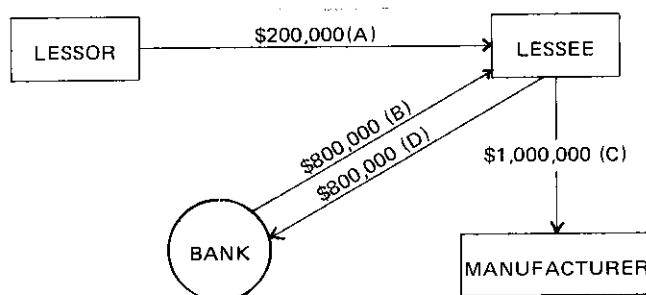 LESSOR
$200,000(A)
LESSEE
$800,000 (B)
$800,000 (D)
$1,000,000 (C)
BANK
MANUFACTURER